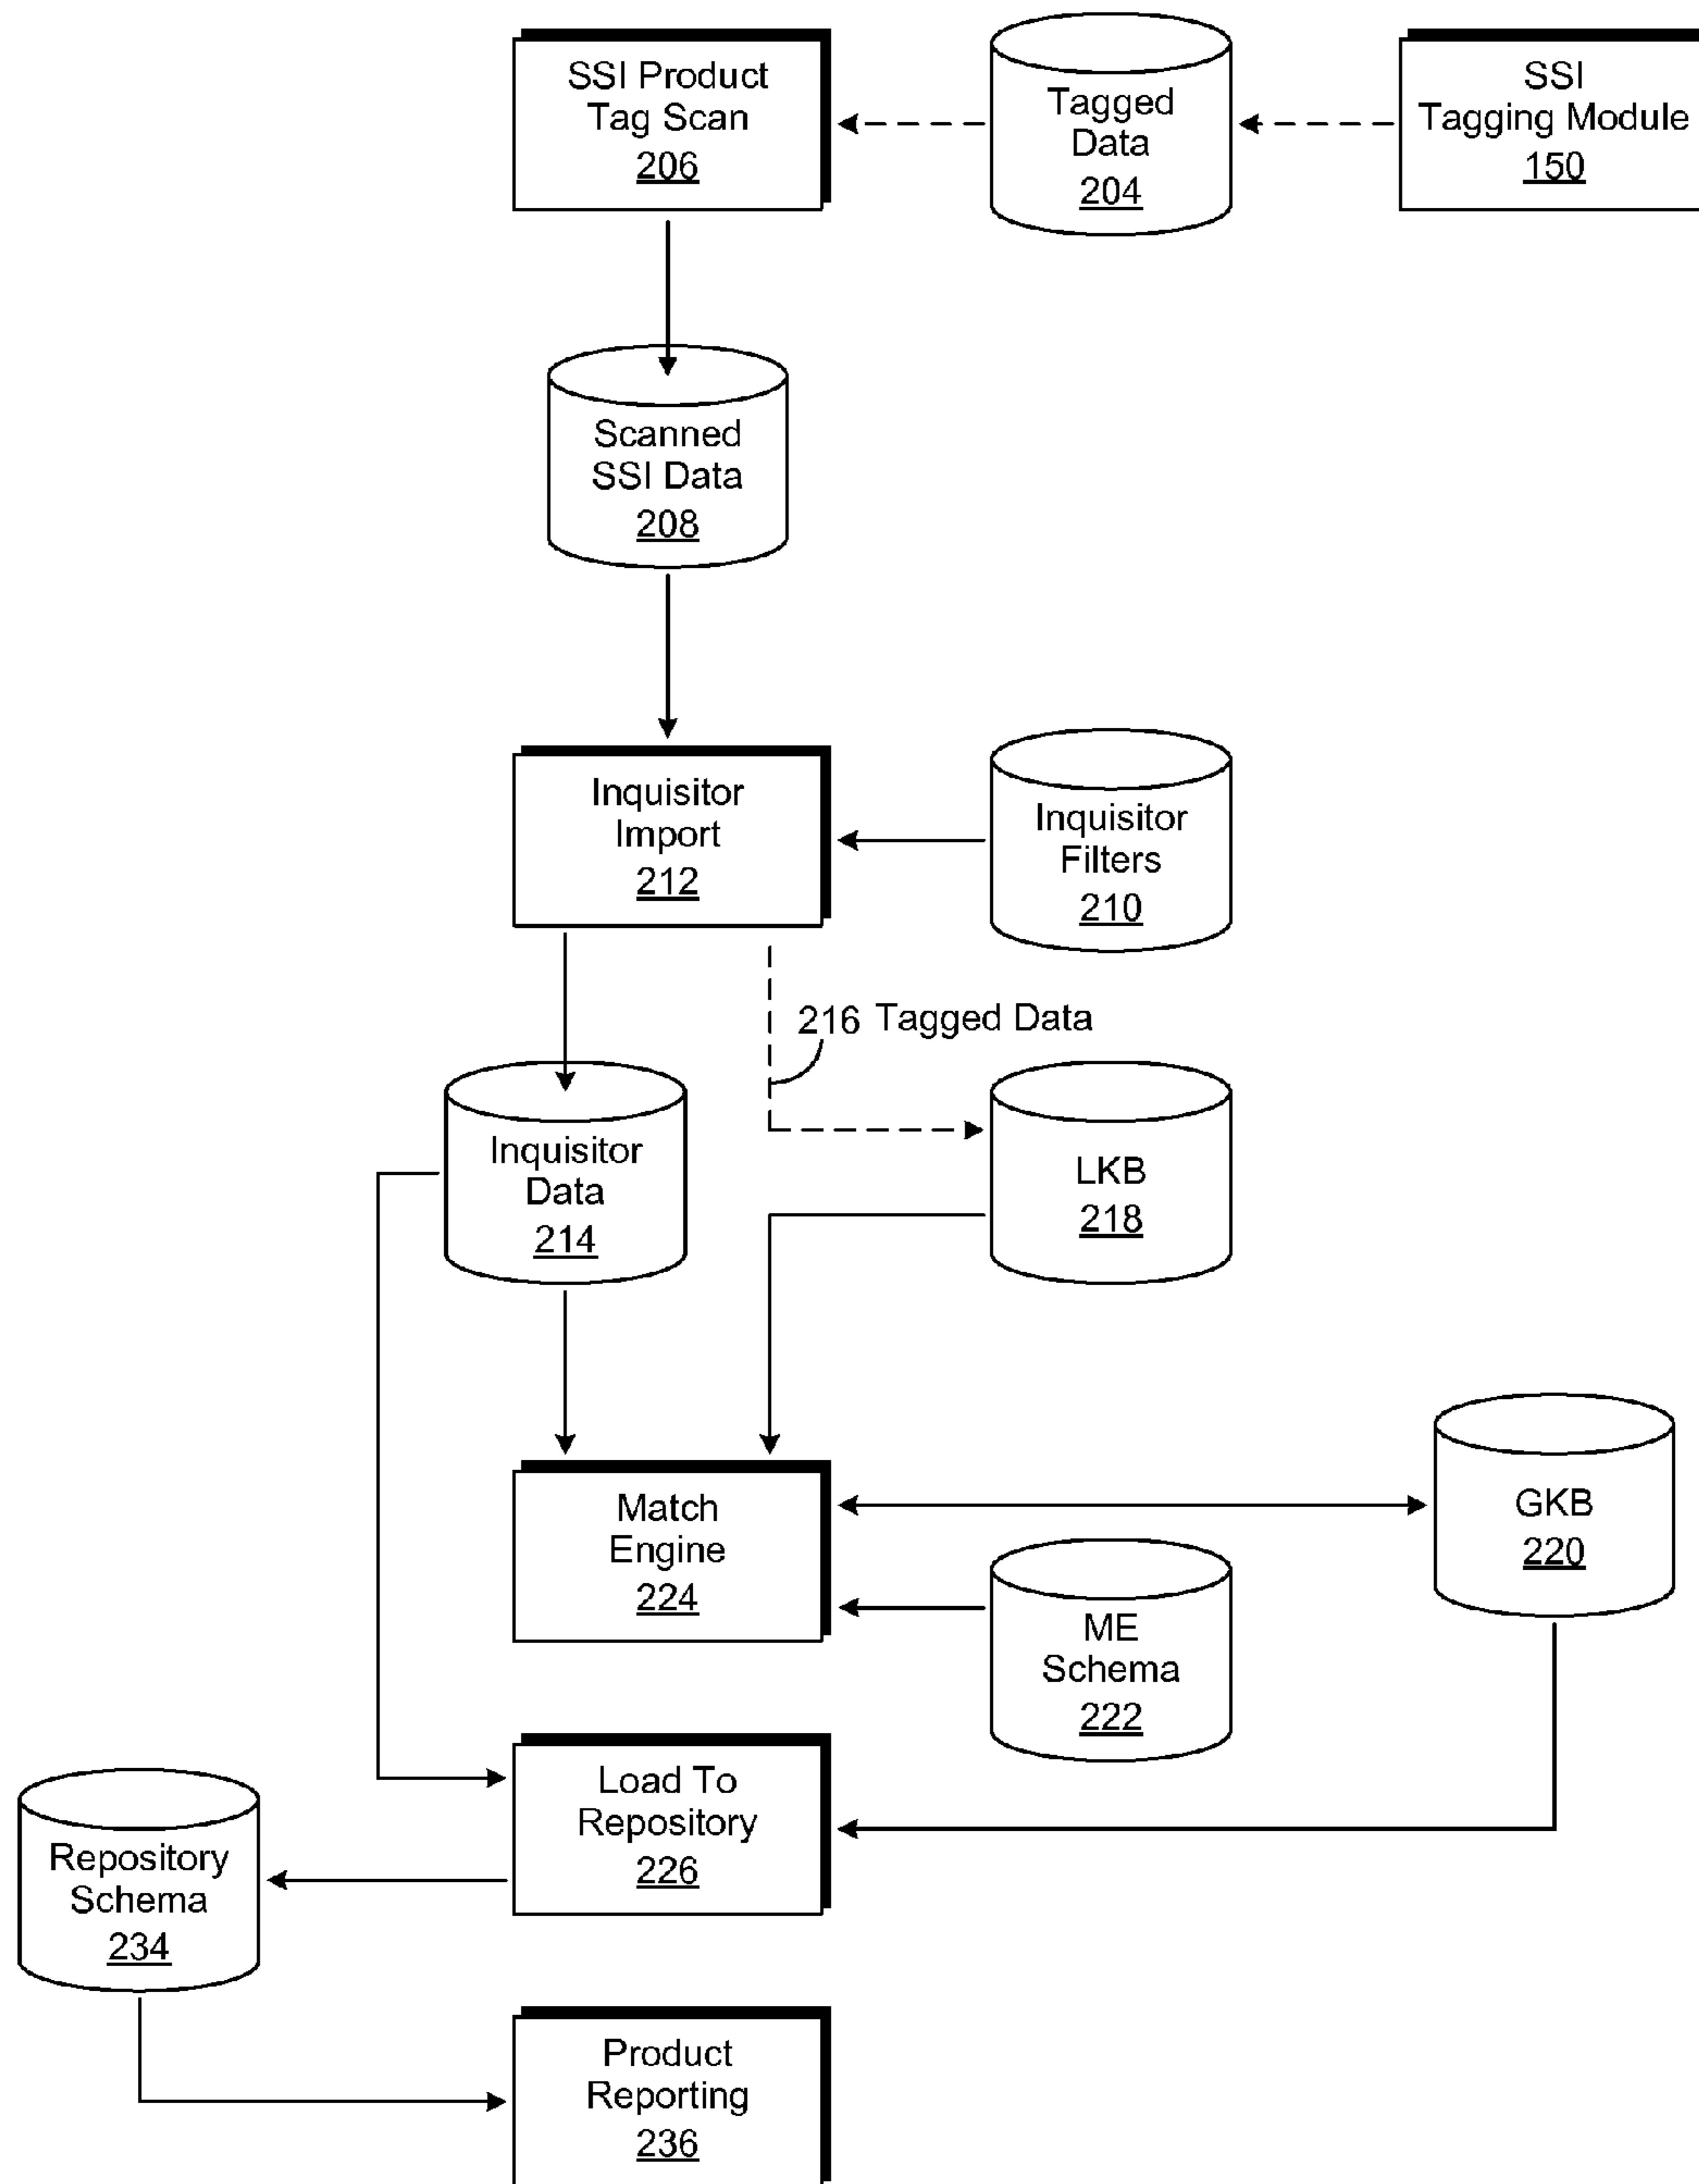 SSI Product
Tag Scan
206
Tagged
Data
204
SSI
Tagging Module
150
Scanned
SSI Data
208
Inquisitor
Import
212
Inquisitor
Filters
210
216 Tagged Data
Inquisitor
Data
214
LKB
218
Match
Engine
224
GKB
220
ME
Schema
222
Load To
Repository
226
Repository
Schema
234
Product
Reporting
236